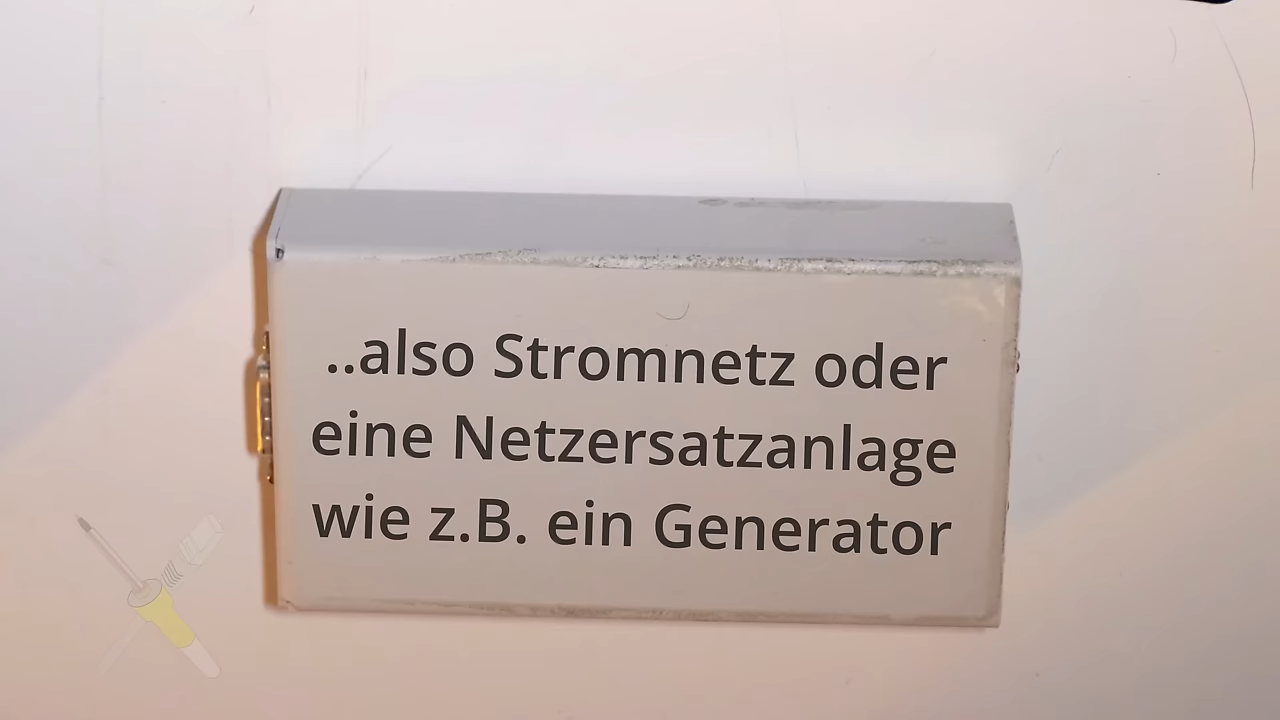 ..also Stromnetz oder
eine Netzersatzanlage
wie z.B. ein Generator